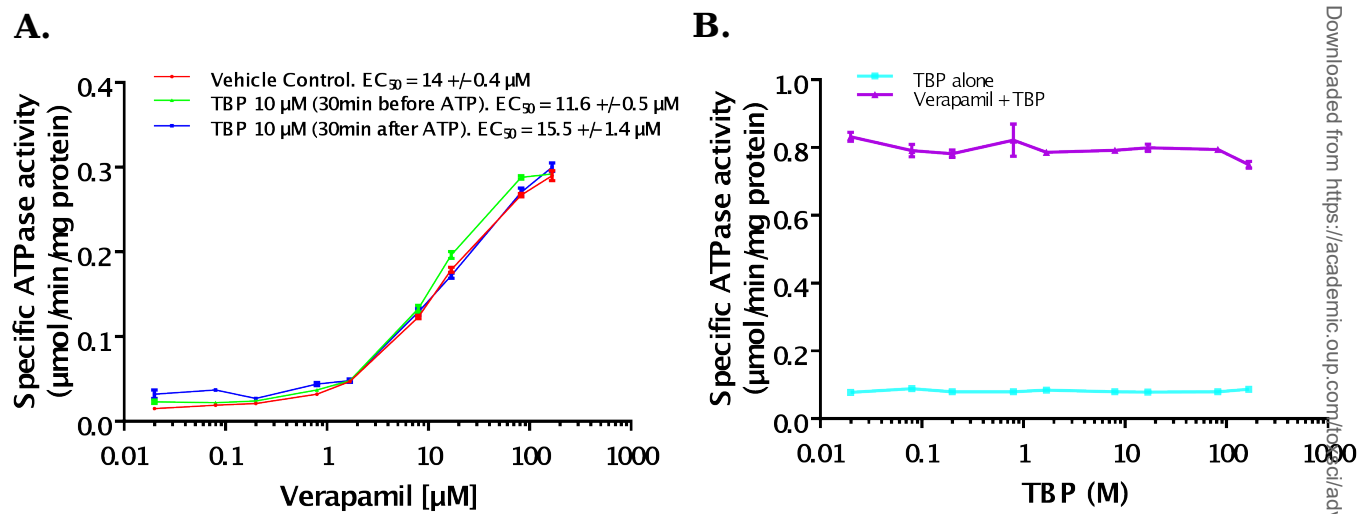 A.
Specific ATPase activity
(µmol/min/mg protein)
0.4
0.3
0.2
0.1
0.0
Vehicle Control. EC50 = 14 +/-0.4 µM
TBP 10 µM (30min before ATP). EC50 = 11.6 +/-0.5 µM
TBP 10 µM (30min after ATP). EC50 = 15.5 +/-1.4 µM
0.01 0.1 1 10 100 1000
Verapamil [µM]
B.
Specific ATPase activity
(µmol/min/mg protein)
1.0
0.8
0.6
0.4
0.2
0.0
TBP alone
Verapamil + TBP
0.01 0.1 1 10 100 1000
TBP (M)
Downloaded from https://academic.oup.com/toxsci/adv